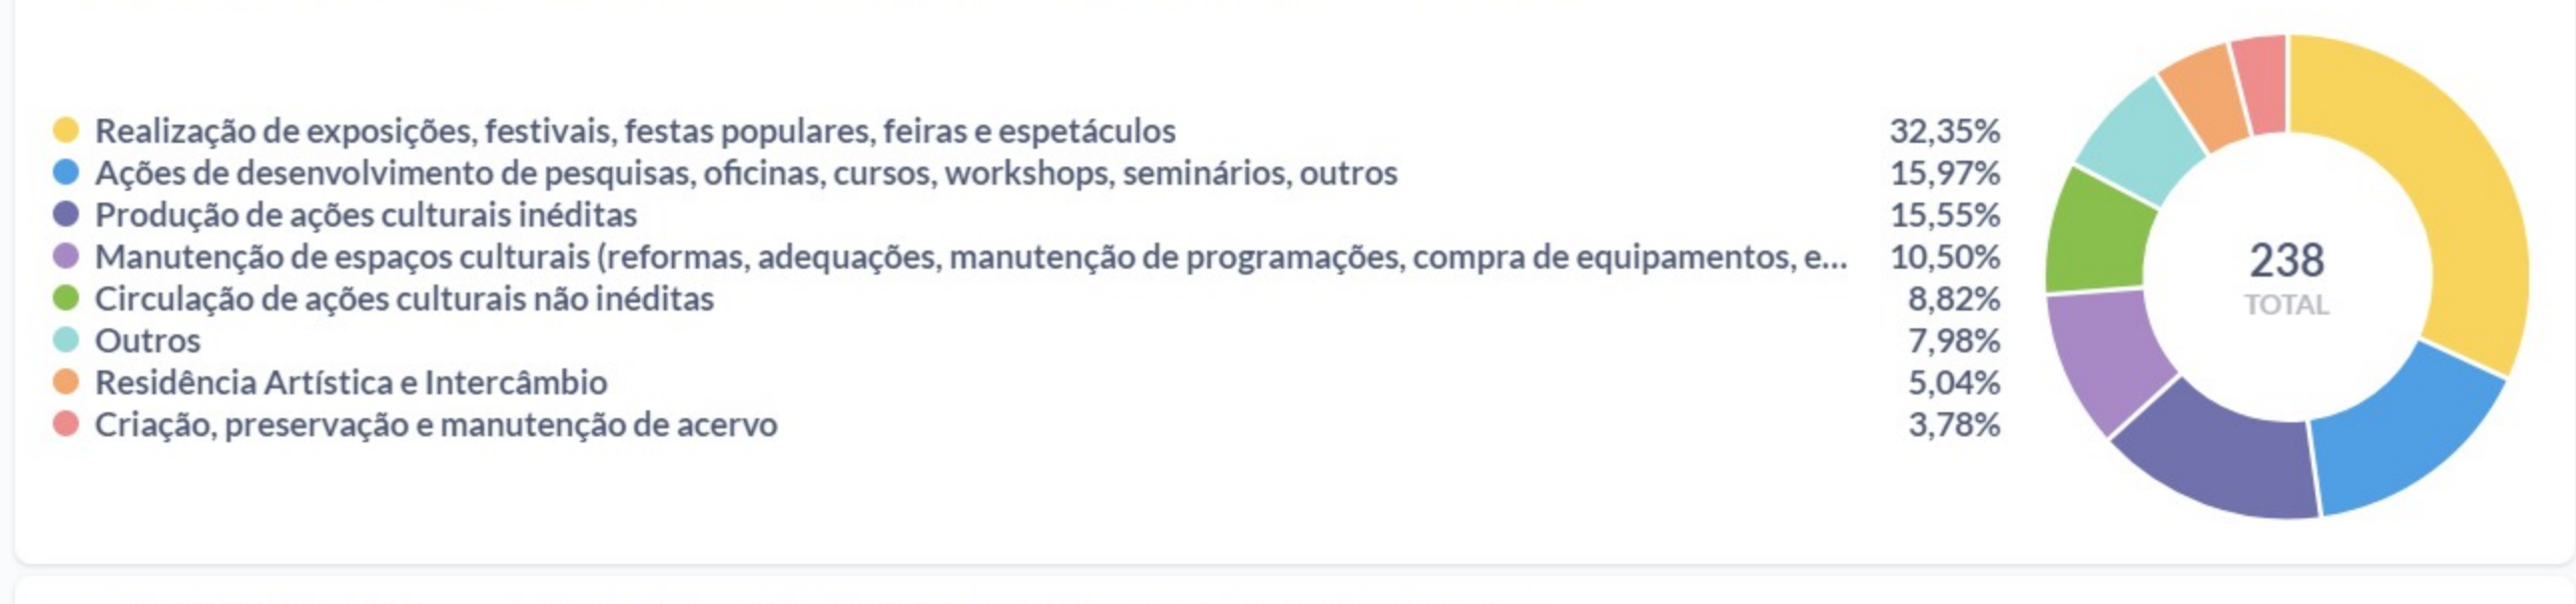 Realização de exposições, festivais, festas populares, feiras e espetáculos 32,35%
Ações de desenvolvimento de pesquisas, oficinas, cursos, workshops, seminários, outros 15,97%
Produção de ações culturais inéditas 15,55%
Manutenção de espaços culturais (reformas, adequações, manutenção de programações, compra de equipamentos, e... 10,50%
Circulação de ações culturais não inéditas 8,82%
Outros 7,98%
Residência Artística e Intercâmbio 5,04%
Criação, preservação e manutenção de acervo 3,78%
238
TOTAL